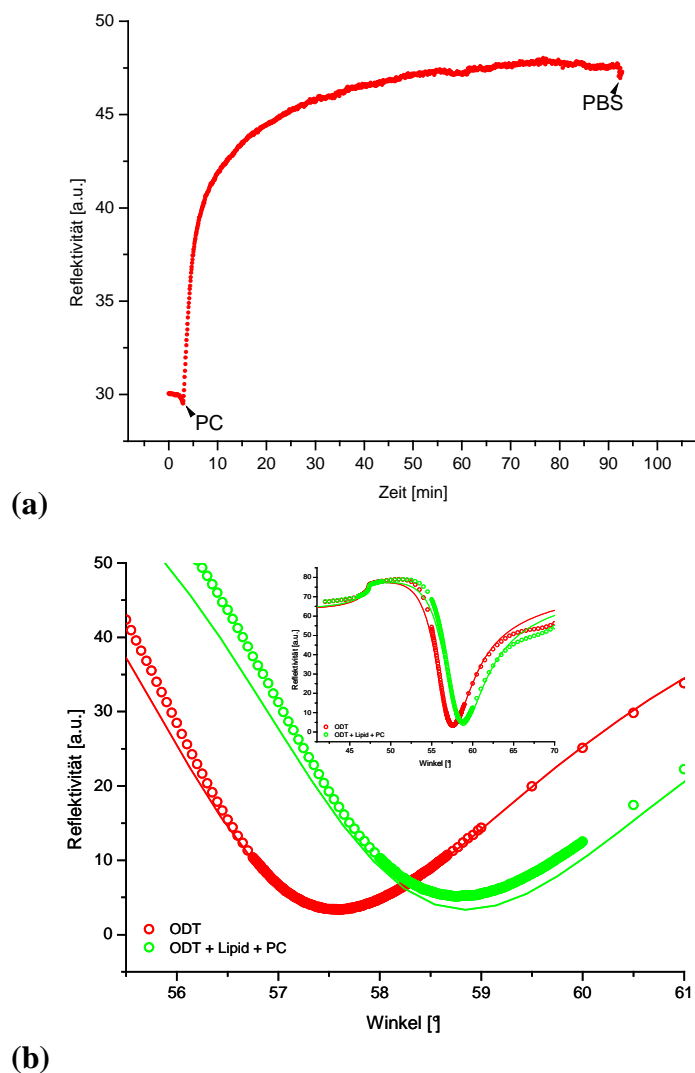 50
45
40
35
30
Reflektivität [a.u.]
PBS
PC
0 10 20 30 40 50 60 70 80 90 100
Zeit [min]
(a)
50
40
30
20
10
0
Reflektivität [a.u.]
80
70
60
50
40
30
20
10
0
Reflektivität [a.u.]
ODT
ODT + Lipid + PC
45 50 55 60 65 70
Winkel [°]
ODT
ODT + Lipid + PC
56 57 58 59 60 61
Winkel [°]
(b)